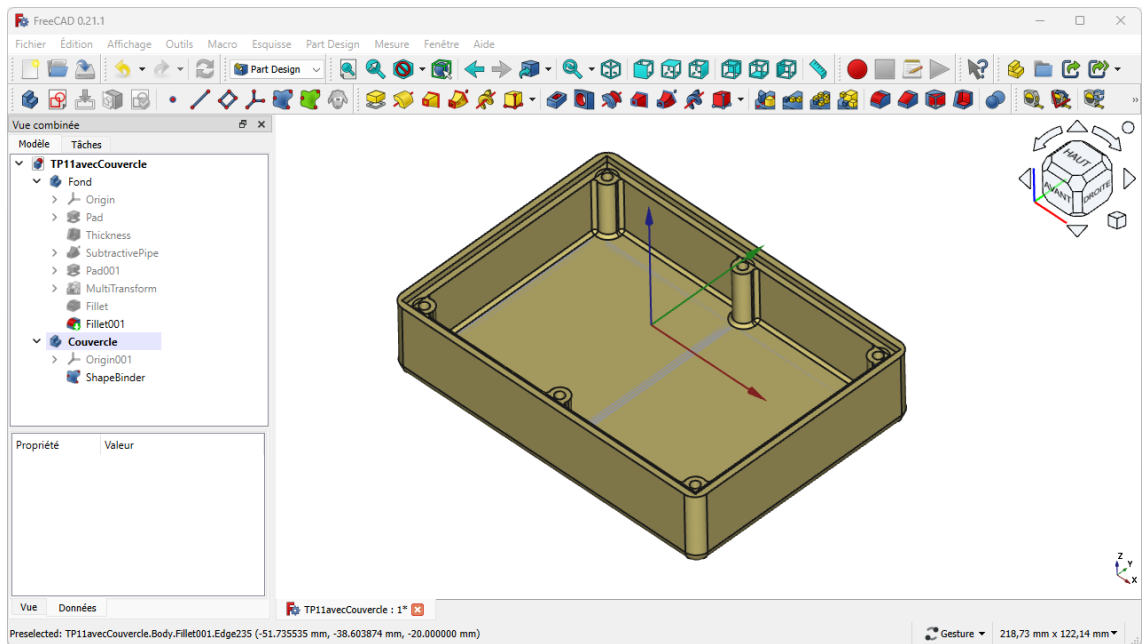 FreeCAD 0.21.1
Fichier Édition Affichage Outils Macro Esquisse Part Design Mesure Fenêtre Aide
Part Design
Vue combinée
Modèle Tâches
TP11avecCouvercle
Fond
Origin
Pad
Thickness
SubtractivePipe
Pad001
MultiTransform
Fillet
Fillet001
Couvercle
Origin001
ShapeBinder
Propriété Valeur
HAUT
AVANT
DROITE
Z
Y
X
Vue Données
TP11avecCouvercle : 1*
Preselected: TP11avecCouvercle.Body.Fillet001.Edge235 (-51.735535 mm, -38.603874 mm, -20.000000 mm)
Gesture
218,73 mm x 122,14 mm